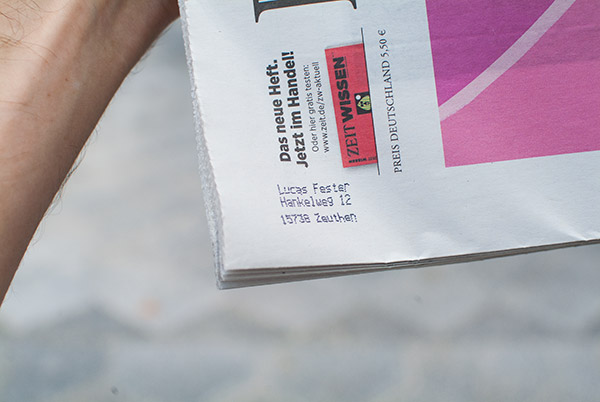 Das neue Heft.
Jetzt im Handel!
Oder hier gratis testen:
www.zeit.de/zw-aktuell
ZEIT WISSEN
PREIS DEUTSCHLAND 5,50 €
Lucas Fester
Hankelweg 12
15738 Zeuthen